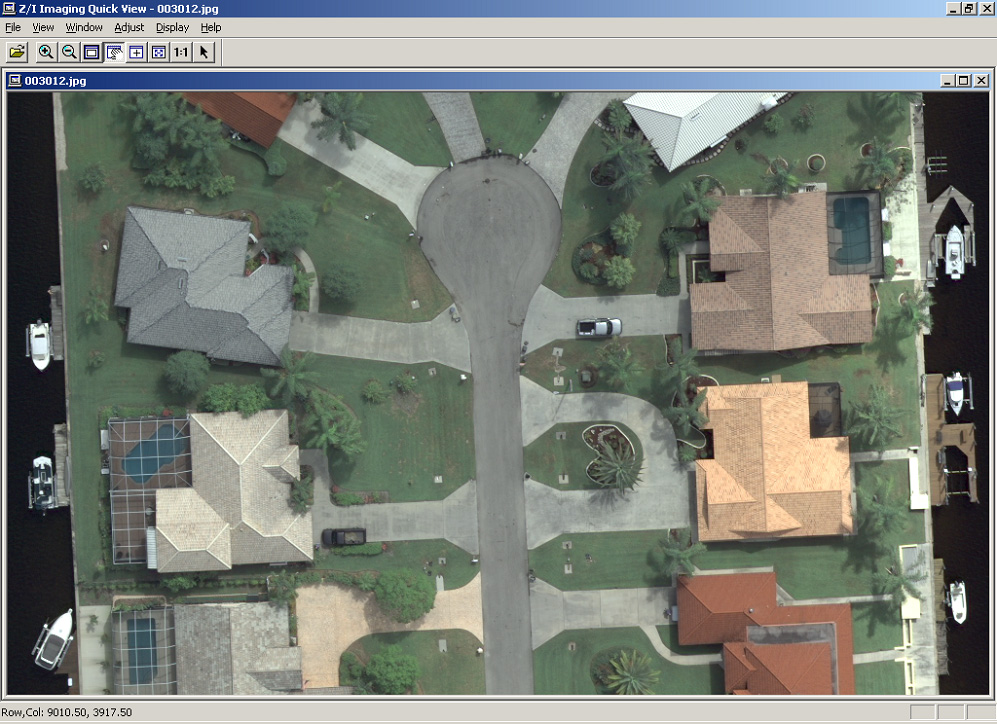 Z/I Imaging Quick View - 003012.jpg
File View Window Adjust Display Help
1:1
003012.jpg
Row,Col: 9010.50, 3917.50